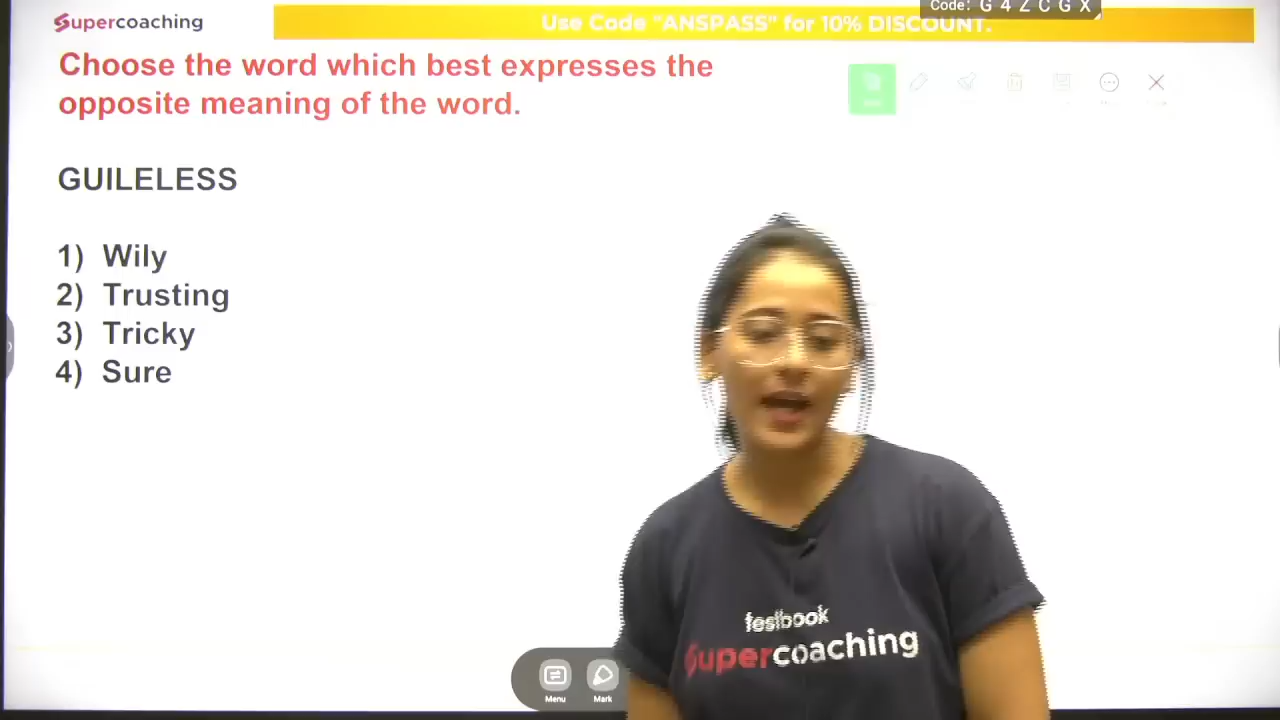 Supercoaching
Use Code "ANSPASS" for 10% DISCOUNT.
Code: G 4 Z C G X
Choose the word which best expresses the
opposite meaning of the word.
GUILELESS
1) Wily
2) Trusting
3) Tricky
4) Sure
testbook
Supercoaching
Menu
Mark